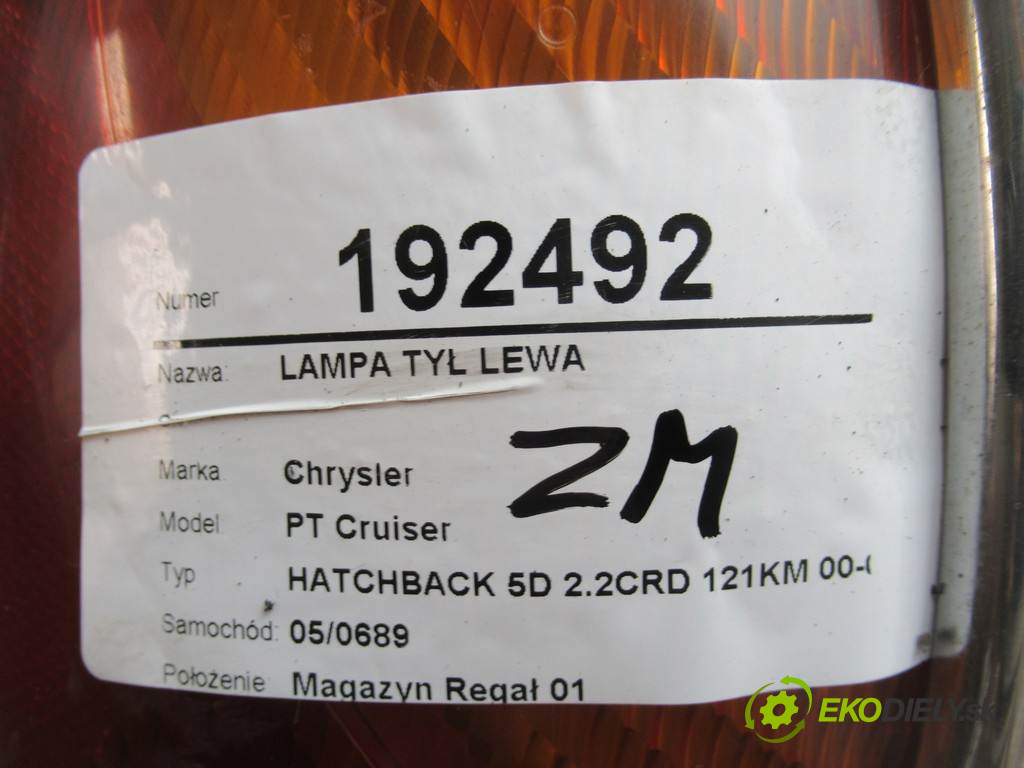 Numer 192492
Nazwa: LAMPA TYŁ LEWA
Marka Chrysler
ZM
Model PT Cruiser
Typ HATCHBACK 5D 2.2CRD 121KM 00-
Samochód: 05/0689
Położenie Magazyn Regał 01
EKODIELY.sk